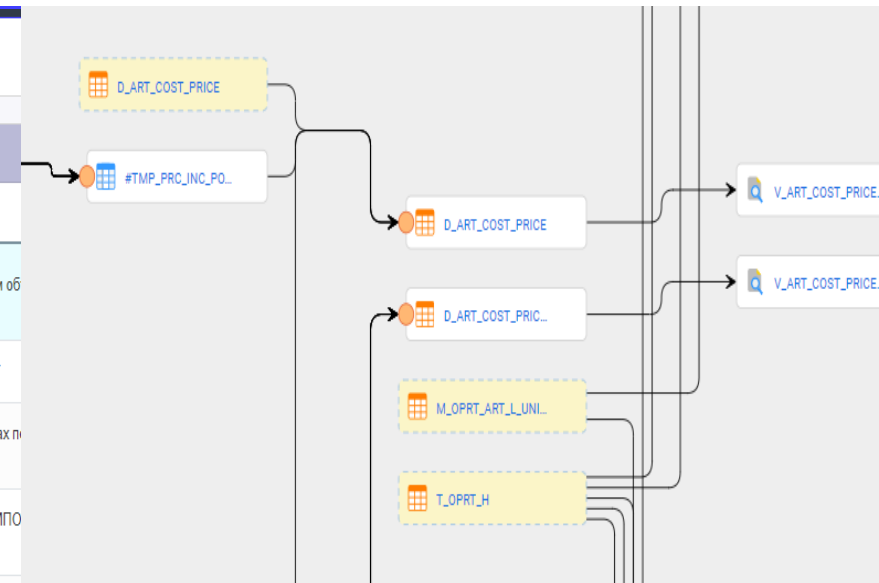 D_ART_COST_PRICE
#TMP_PRC_INC_PO...
D_ART_COST_PRICE
V_ART_COST_PRICE.
D_ART_COST_PRIC...
V_ART_COST_PRICE.
M_OPRT_ART_L_UNI...
T_OPRT_H